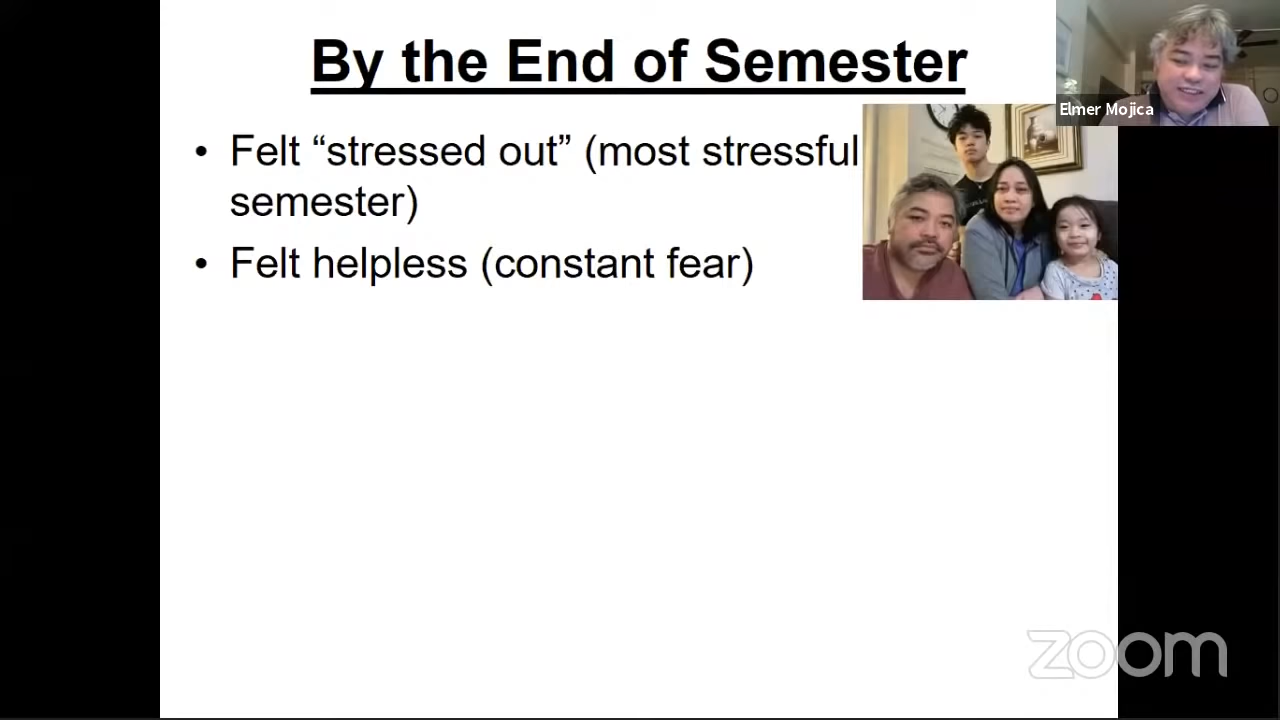 By the End of Semester
Elmer Mojica
• Felt “stressed out” (most stressful
semester)
• Felt helpless (constant fear)
zoom